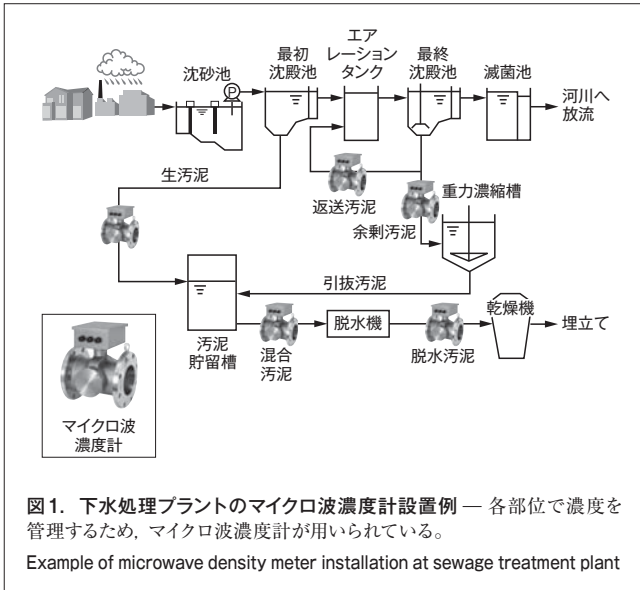 沈砂池
P
最初
沈殿池
エア
レーション
タンク
最終
沈殿池
滅菌池
河川へ
放流
生汚泥
返送汚泥
余剰汚泥
重力濃縮槽
引抜汚泥
汚泥
貯留槽
混合
汚泥
脱水機
脱水汚泥
乾燥機
埋立て
マイクロ波
濃度計
図1. 下水処理プラントのマイクロ波濃度計設置例 — 各部位で濃度を
管理するため，マイクロ波濃度計が用いられている。
Example of microwave density meter installation at sewage treatment plant